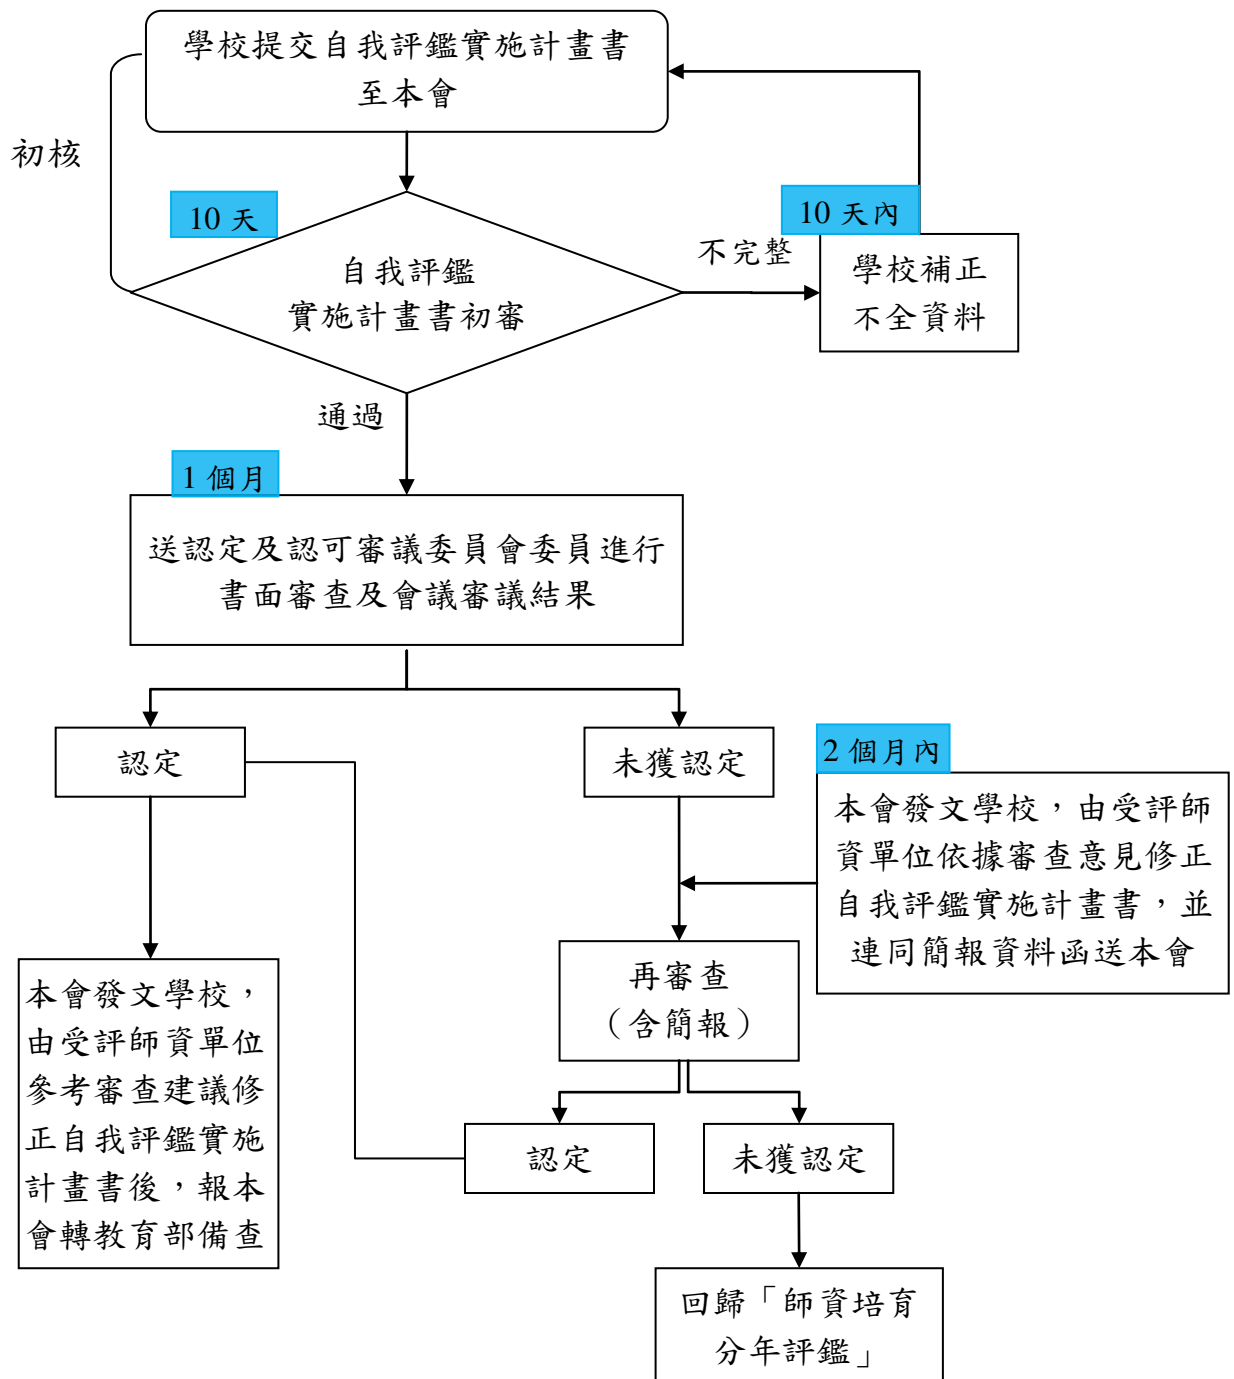 學校提交自我評鑑實施計畫書
至本會
初核
10 天
10 天內
自我評鑑
實施計畫書初審
不完整
學校補正
不全資料
通過
1 個月
送認定及認可審議委員會委員進行
書面審查及會議審議結果
認定
未獲認定
2 個月內
本會發文學校，由受評師
資單位依據審查意見修正
自我評鑑實施計畫書，並
連同簡報資料函送本會
再審查
（含簡報）
本會發文學校，
由受評師資單位
參考審查建議修
正自我評鑑實施
計畫書後，報本
會轉教育部備查
認定
未獲認定
回歸「師資培育
分年評鑑」